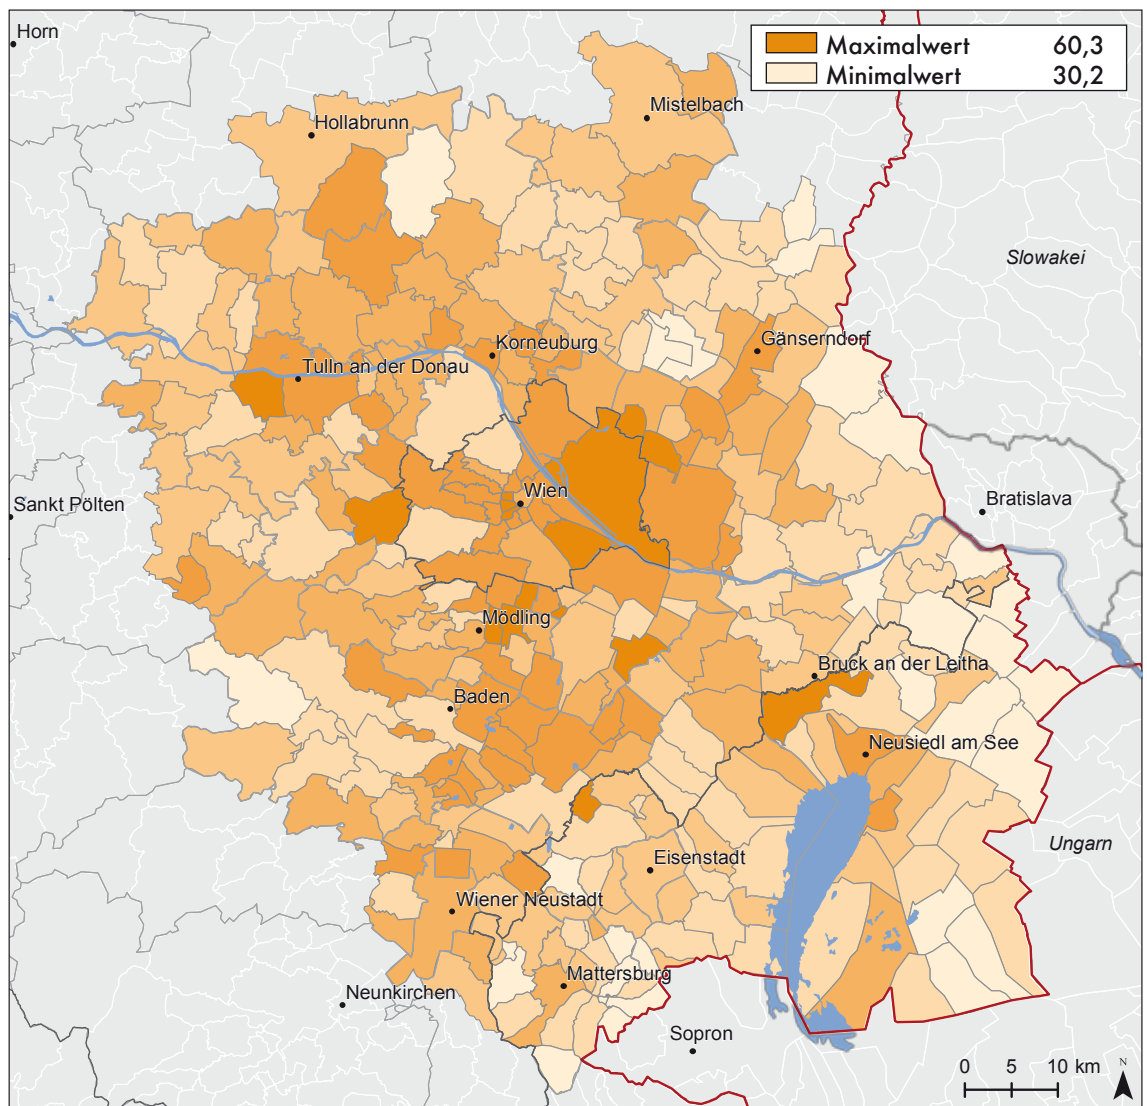 Horn
Maximalwert 60,3
Minimalwert 30,2
Mistelbach
Hollabrunn
Slowakei
Gänserndorf
Korneuburg
Tulln an der Donau
Wien
Bratislava
Sankt Pölten
Mödling
Bruck an der Leitha
Baden
Neusiedl am See
Ungarn
Eisenstadt
Wiener Neustadt
Mattersburg
Neunkirchen
Sopron
0 5 10 km
N